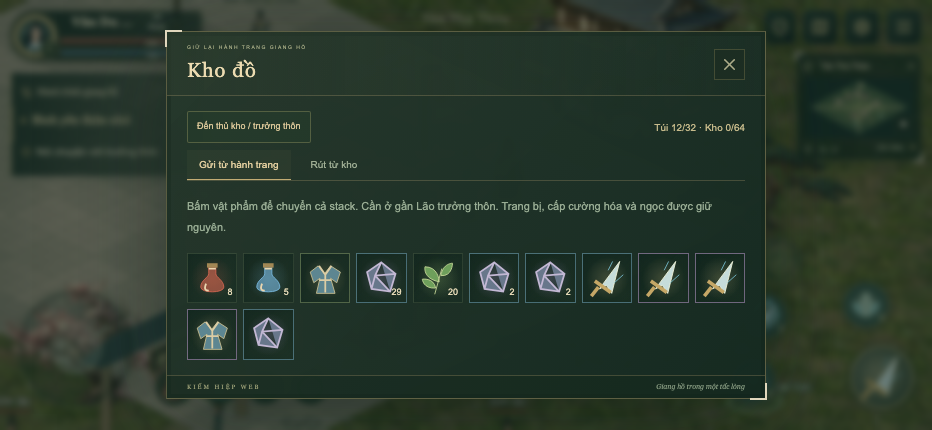 GIỮ LẠI HÀNH TRANG GIANG HỒ
Kho đồ
Đến thủ kho / trưởng thôn
Túi 12/32 · Kho 0/64
Gửi từ hành trang
Rút từ kho
Bấm vật phẩm để chuyển cả stack. Cần ở gần Lão trưởng thôn. Trang bị, cấp cường hóa và ngọc được giữ
nguyên.
8
5
29
20
2
2
KIẾM HIỆP WEB
Giang hồ trong một tấc lòng